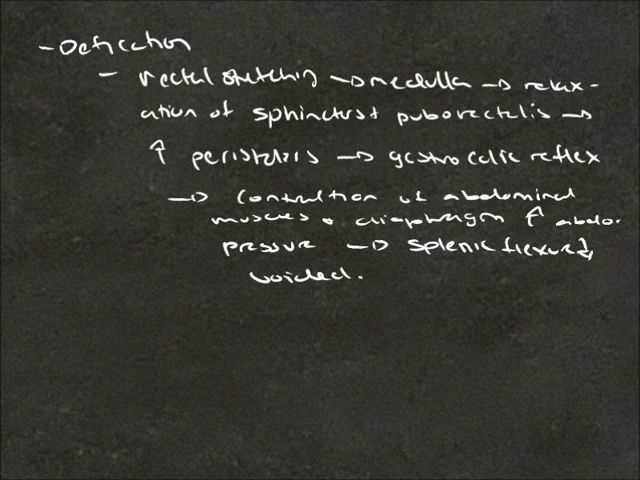 - Defication
- rectal stretching → medulla → relax-
ation of sphincters + puborectalis →
↑ peristalsis → gastrocolic reflex
→ contraction of abdominal
muscles + diaphragm ↑ abdo.
pressure → splenic flexure ↓
voided.